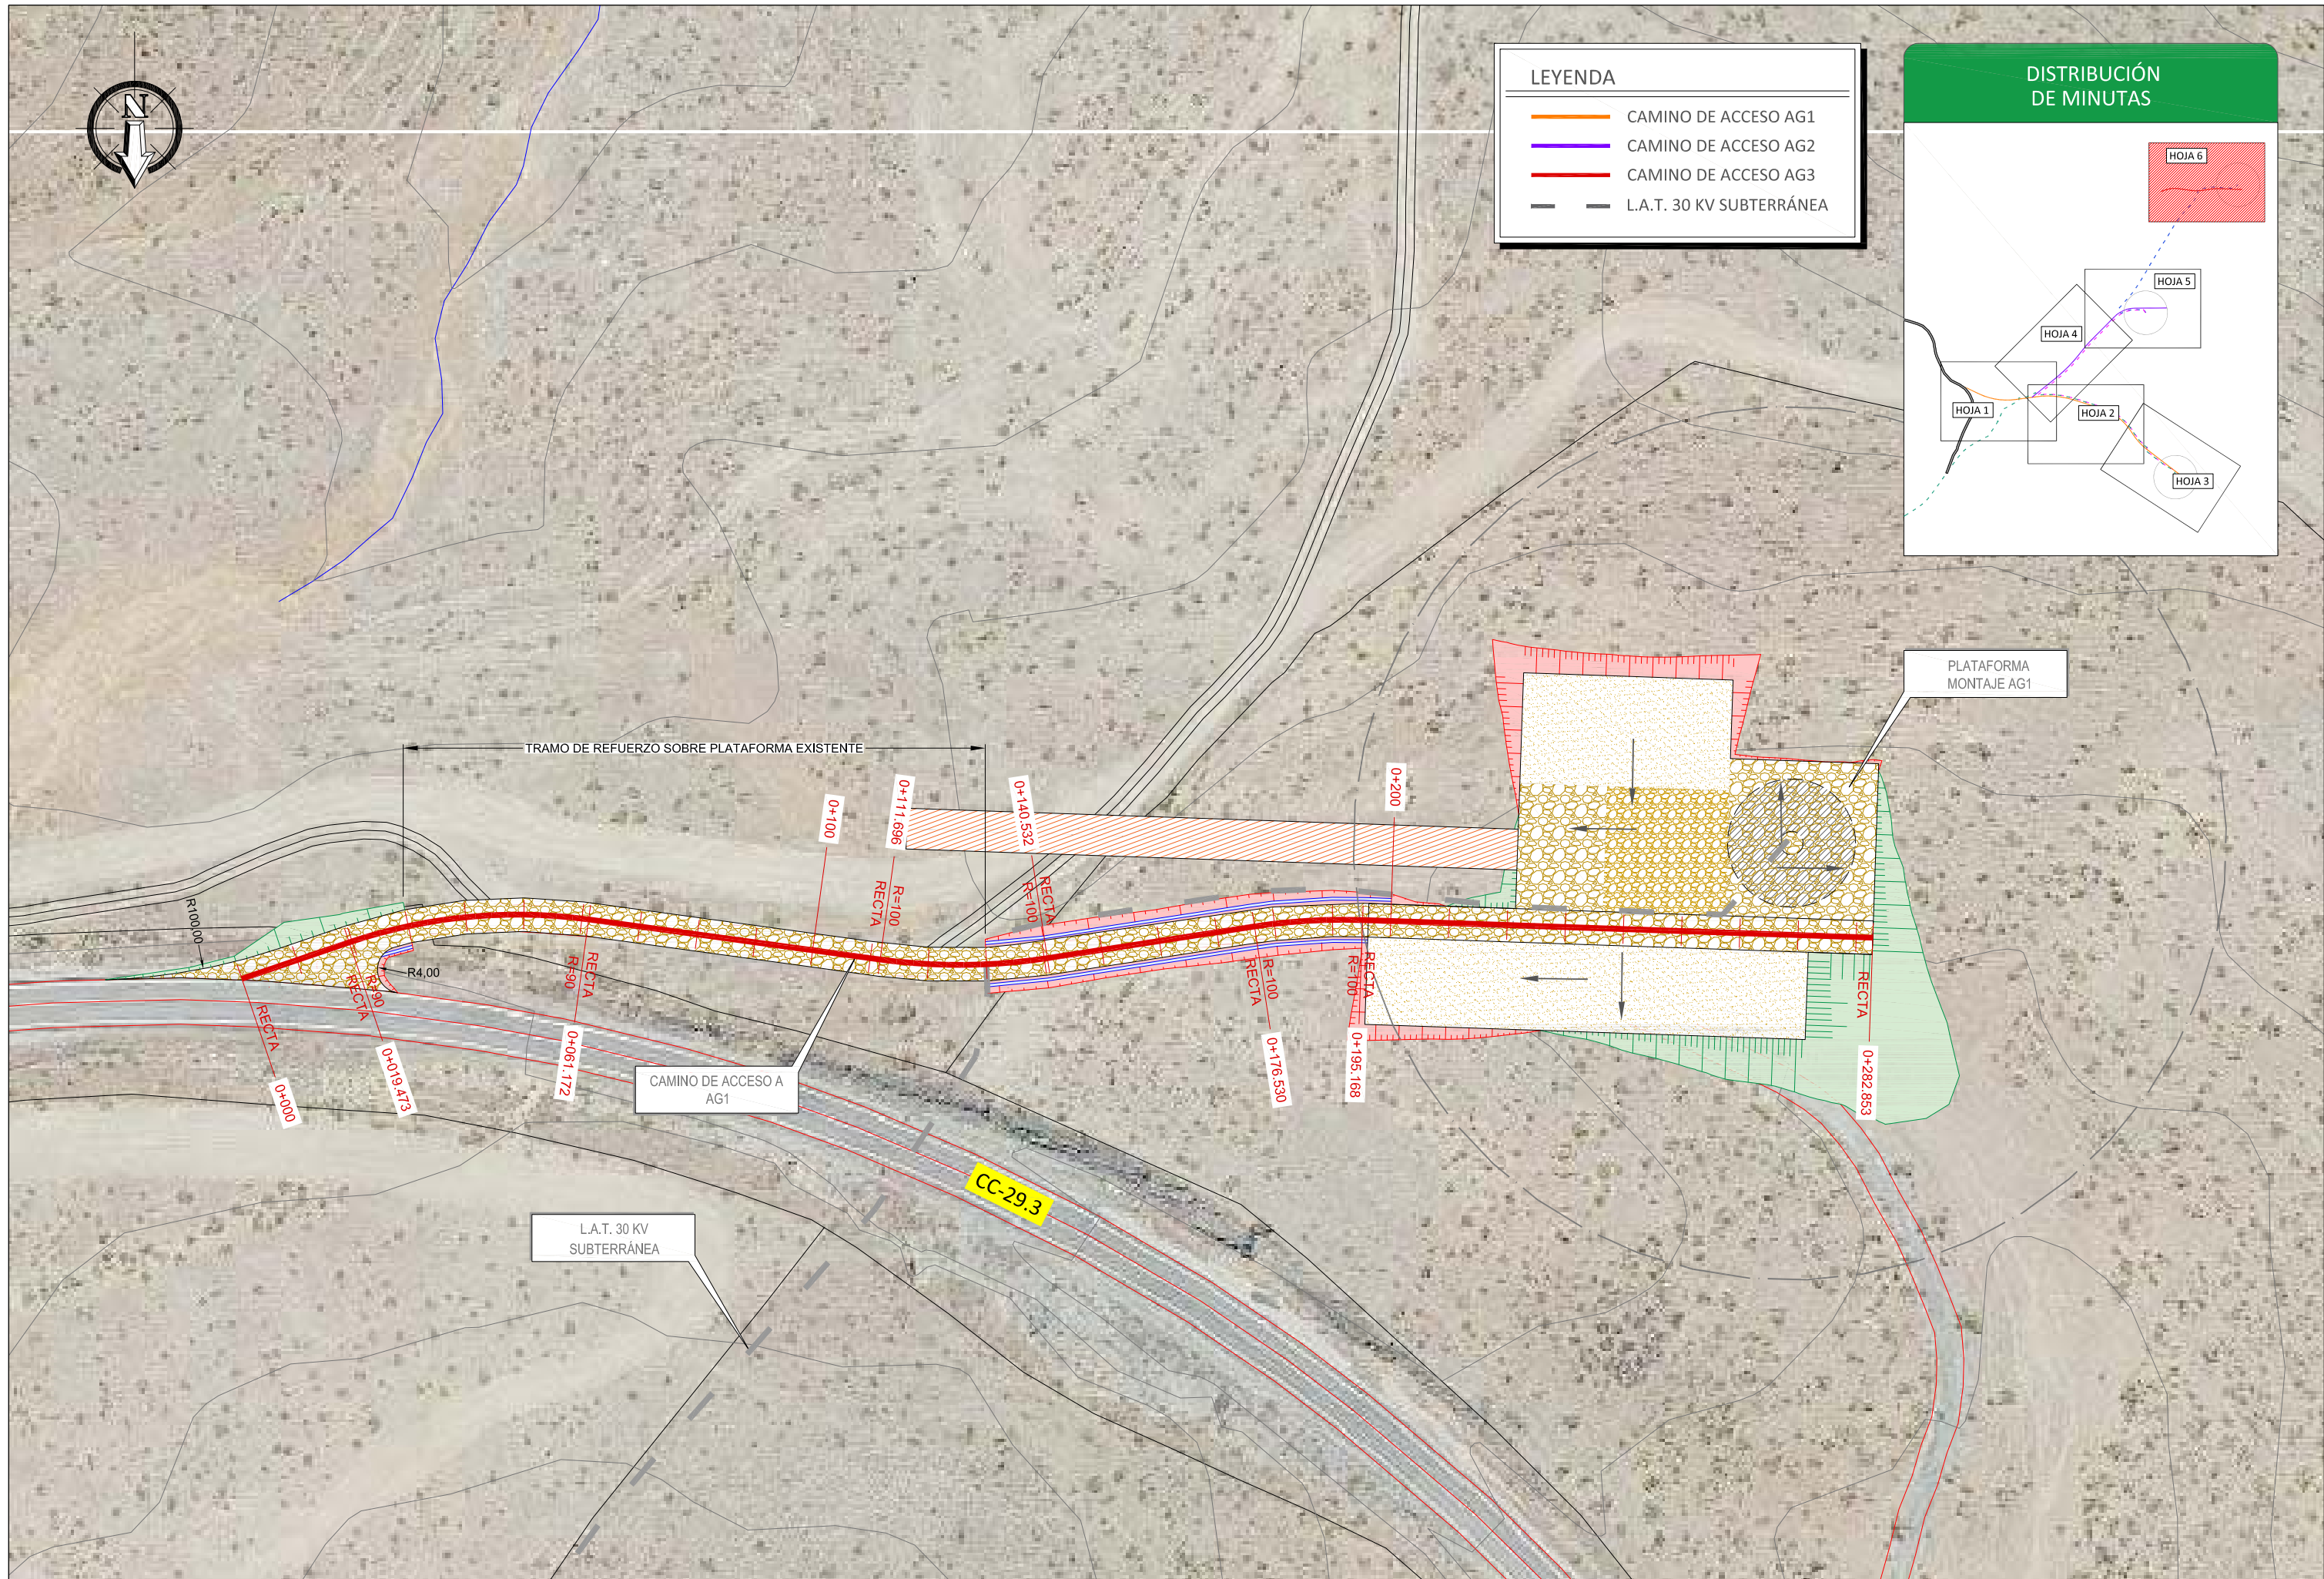 N
LEYENDA
CAMINO DE ACCESO AG1
CAMINO DE ACCESO AG2
CAMINO DE ACCESO AG3
L.A.T. 30 KV SUBTERRÁNEA
DISTRIBUCIÓN
DE MINUTAS
HOJA 6
HOJA 5
HOJA 4
HOJA 1
HOJA 2
HOJA 3
PLATAFORMA
MONTAJE AG1
TRAMO DE REFUERZO SOBRE PLATAFORMA EXISTENTE
0+100
0+111.696
0+140.532
0+200
RECTA
R=100
R=100
RECTA
R100,00
R4,00
RECTA
0+000
RECTA
R=90
0+019.473
R=90
RECTA
0+061.172
RECTA
R=100
0+176.530
R=100
RECTA
0+195.168
RECTA
0+282.853
CAMINO DE ACCESO A
AG1
CC-29.3
L.A.T. 30 KV
SUBTERRÁNEA